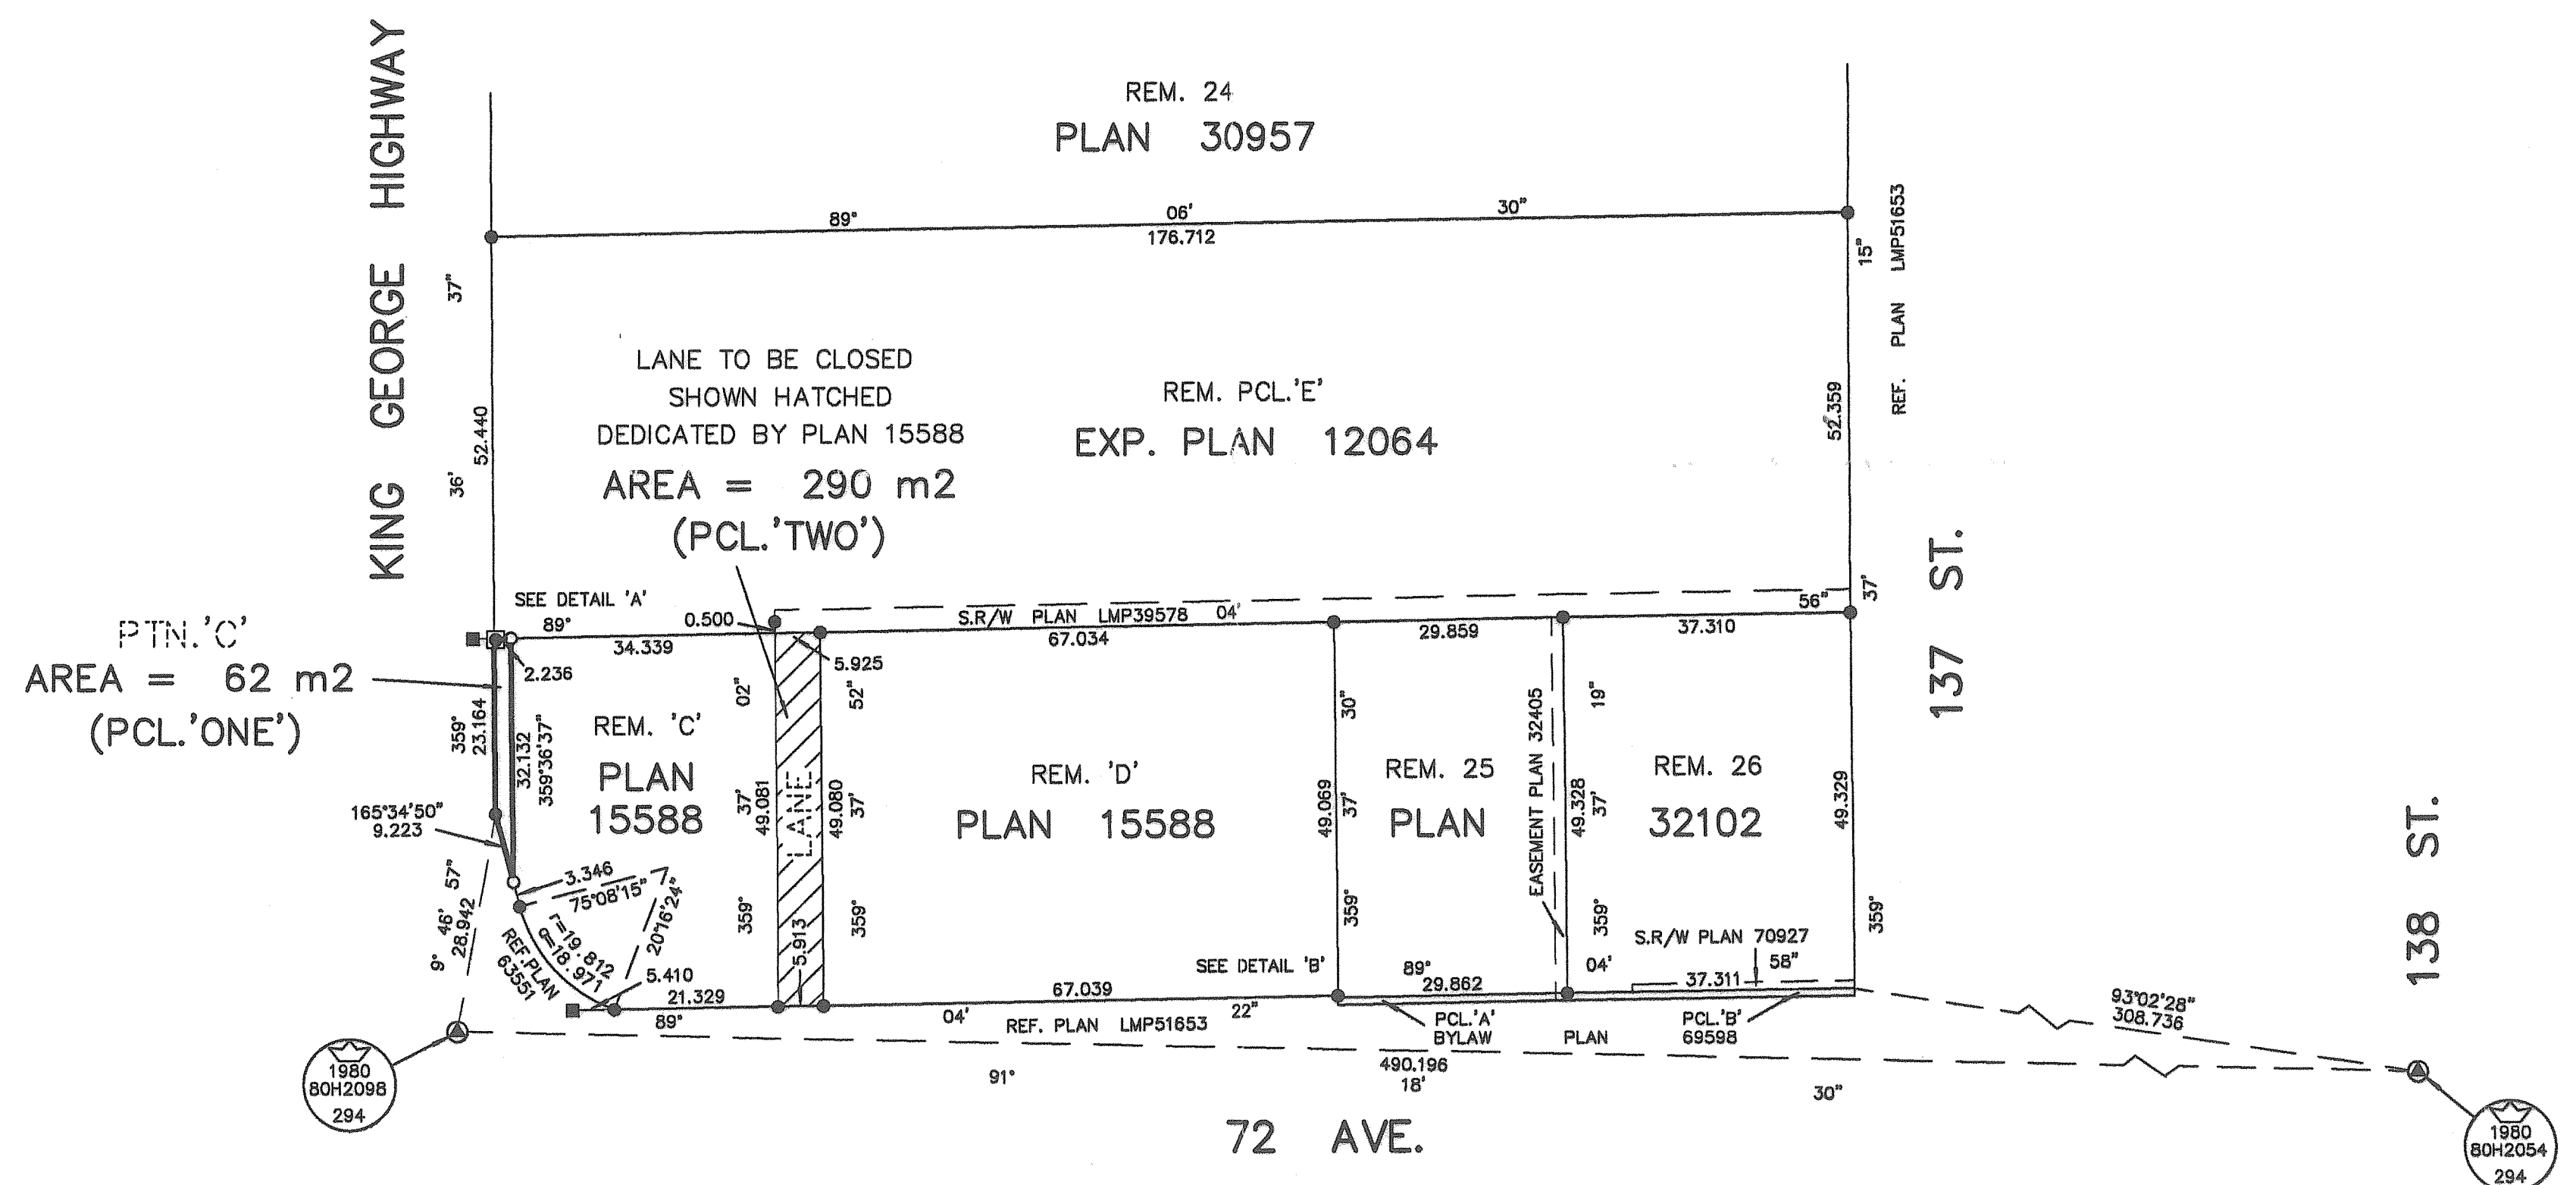 KING GEORGE HIGHWAY
REM. 24
PLAN 30957
89° 06' 30"
176.712
37"
52.440
36'
359°
23.164
15"
REF. PLAN LMP51653
52.359
37'
359°
137 ST.
138 ST.
LANE TO BE CLOSED
SHOWN HATCHED
DEDICATED BY PLAN 15588
AREA = 290 m2
(PCL.'TWO')
REM. PCL.'E'
EXP. PLAN 12064
SEE DETAIL 'A'
89°
34.339
0.500
S.R/W PLAN LMP39578
04'
56"
67.034
29.859
37.310
5.925
2.236
PTN.'C'
AREA = 62 m2
(PCL.'ONE')
32.132
359°36'37"
165°34'50"
9.223
REM. 'C'
PLAN
15588
02"
37'
49.081
359°
LANE
5.913
52"
49.080
37'
359°
REM. 'D'
PLAN 15588
30"
49.069
37'
359°
REM. 25
PLAN
EASEMENT PLAN 32405
19"
49.328
37'
359°
REM. 26
32102
49.329
S.R/W PLAN 70927
3.346
75°08'15"
20°16'24"
r=19.812
a=18.971
REF.PLAN
63551
9° 46' 57"
28.942
5.410
21.329
89°
67.039
04'
22"
SEE DETAIL 'B'
89°
29.862
04'
37.311
58"
REF. PLAN LMP51653
PCL.'A'
BYLAW PLAN
PCL.'B'
69598
93°02'28"
308.736
490.196
91° 18' 30"
72 AVE.
1980
80H2098
294
1980
80H2054
294